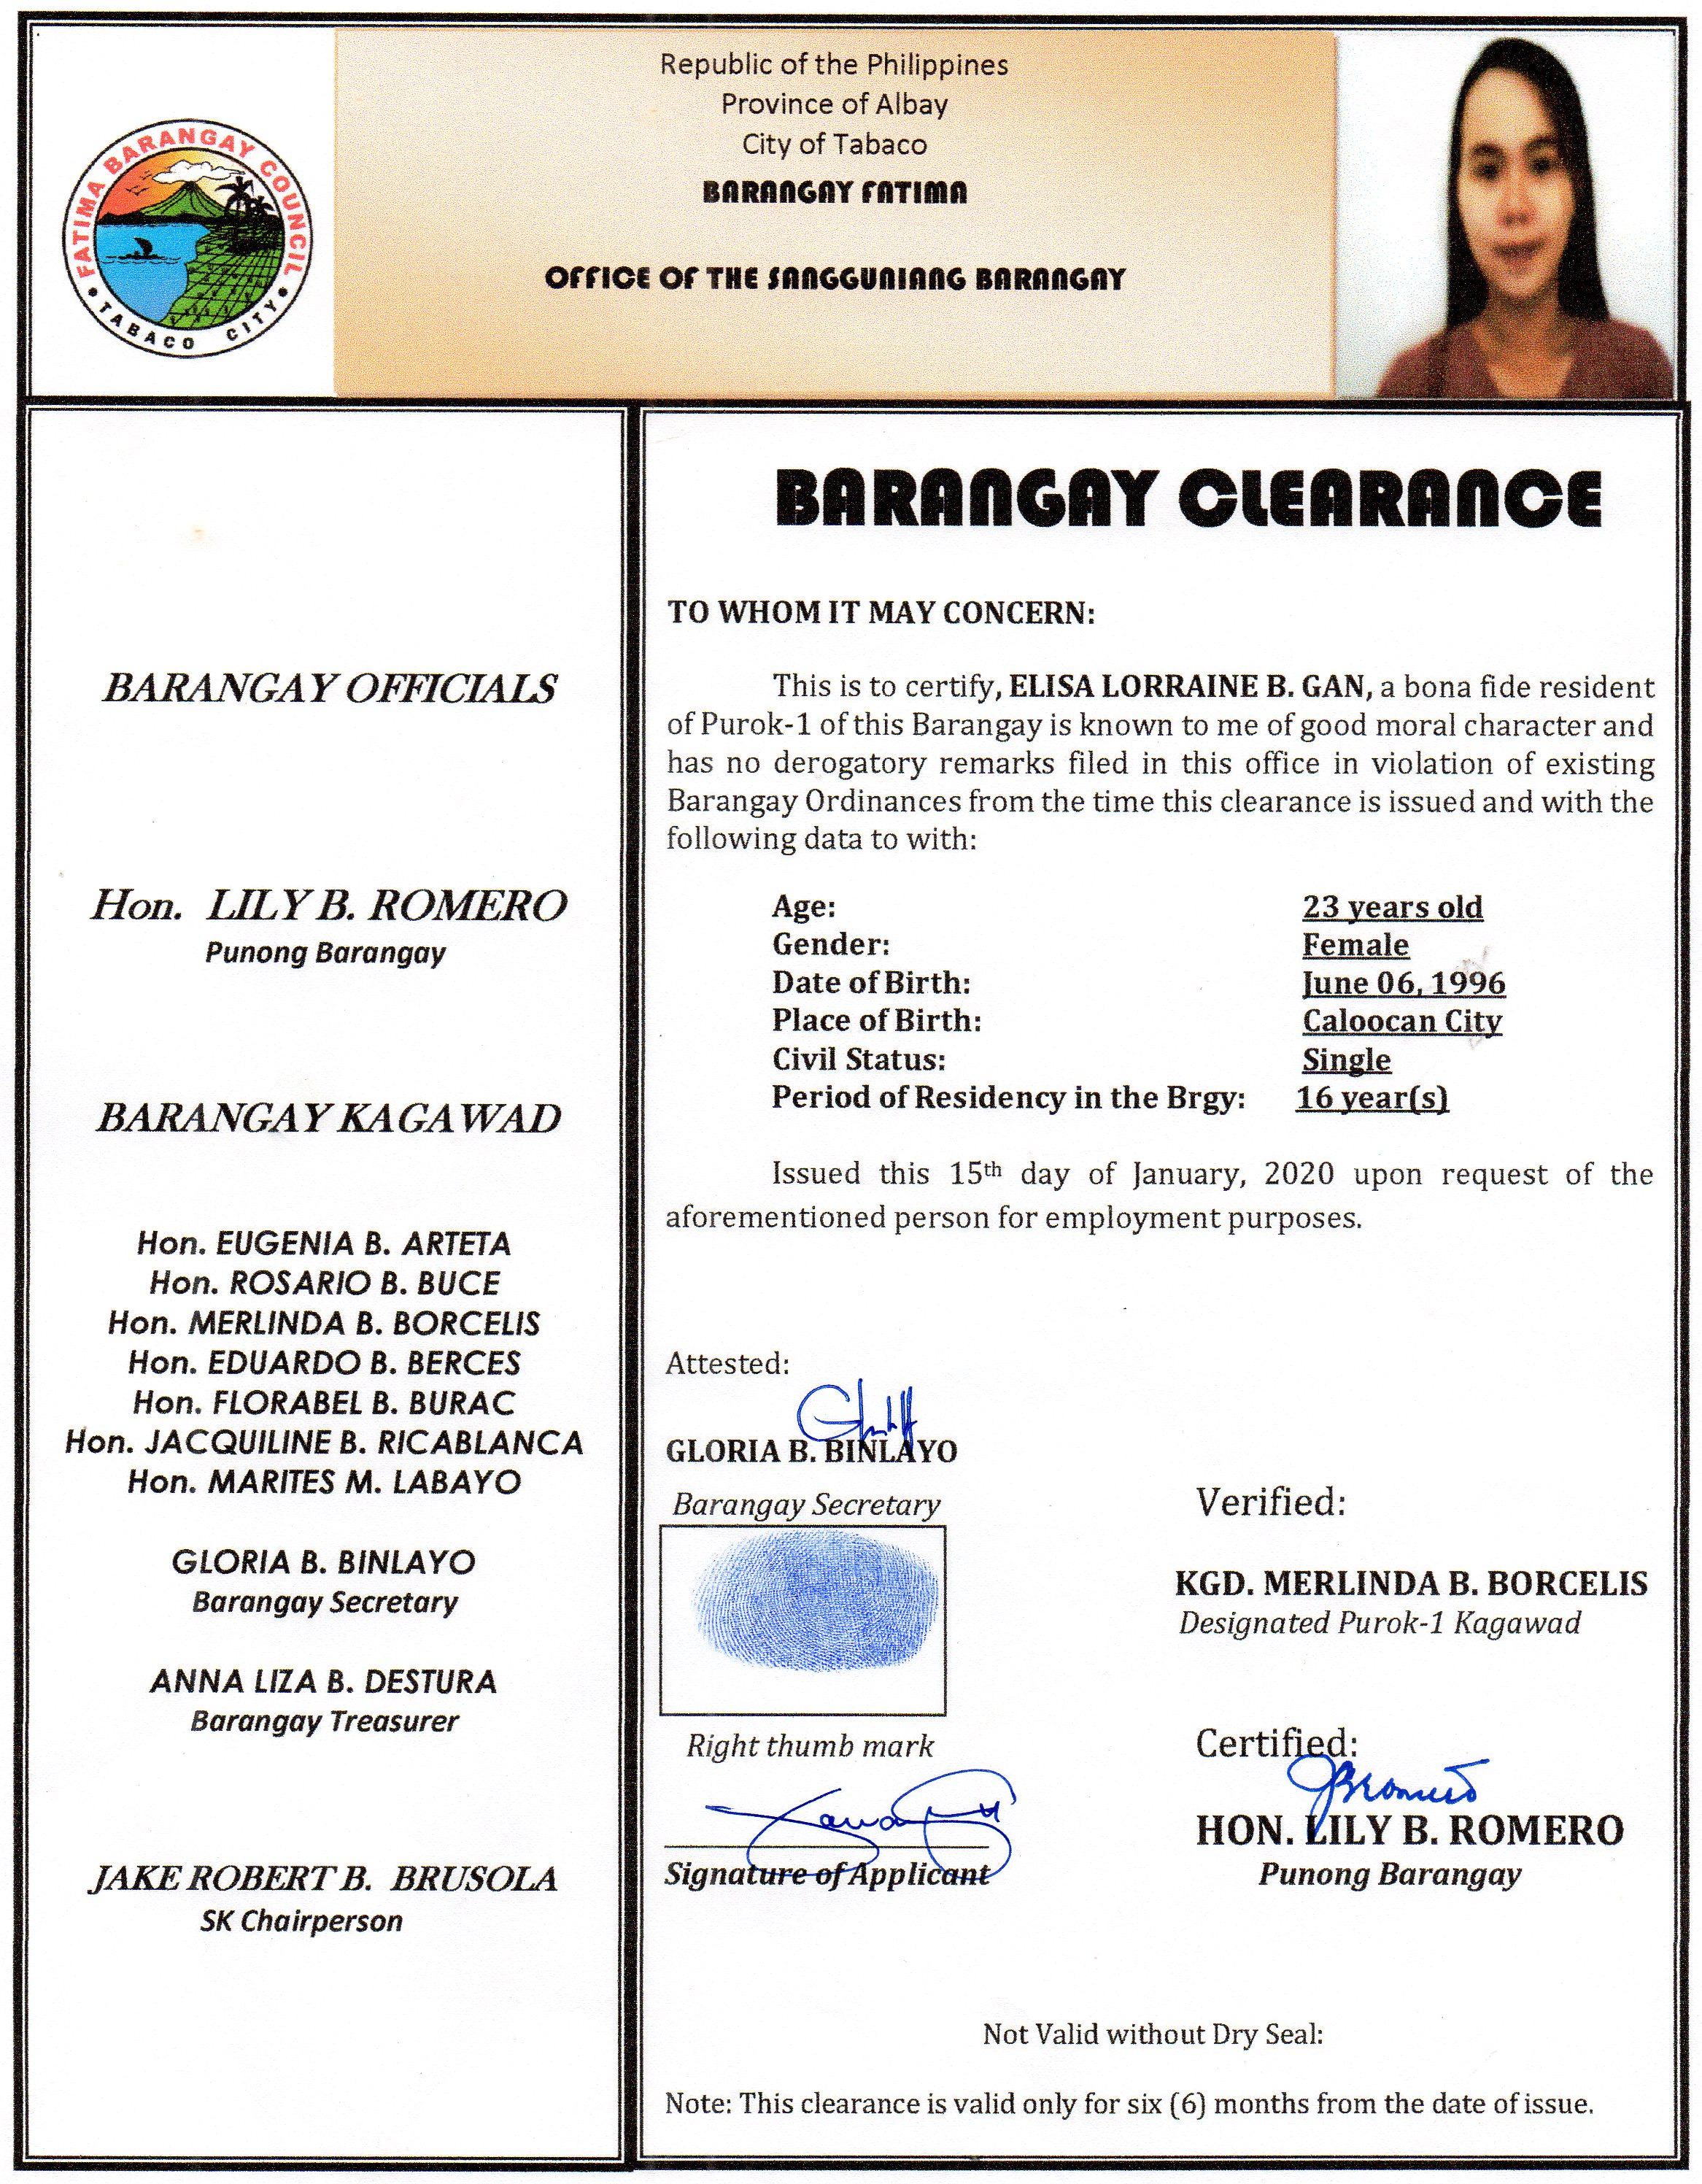 Republic of the Philippines
Province of Albay
City of Tabaco
BARANGAY FATIMA
OFFICE OF THE SANGGUNIANG BARANGAY
FATIMA BARANGAY COUNCIL
TABACO CITY
BARANGAY OFFICIALS
Hon. LILY B. ROMERO
Punong Barangay
BARANGAY KAGAWAD
Hon. EUGENIA B. ARTETA
Hon. ROSARIO B. BUCE
Hon. MERLINDA B. BORCELIS
Hon. EDUARDO B. BERCES
Hon. FLORABEL B. BURAC
Hon. JACQUILINE B. RICABLANCA
Hon. MARITES M. LABAYO
GLORIA B. BINLAYO
Barangay Secretary
ANNA LIZA B. DESTURA
Barangay Treasurer
JAKE ROBERT B. BRUSOLA
SK Chairperson
BARANGAY CLEARANCE
TO WHOM IT MAY CONCERN:
This is to certify, ELISA LORRAINE B. GAN, a bona fide resident
of Purok-1 of this Barangay is known to me of good moral character and
has no derogatory remarks filed in this office in violation of existing
Barangay Ordinances from the time this clearance is issued and with the
following data to with:
Age: 23 years old
Gender: Female
Date of Birth: June 06, 1996
Place of Birth: Caloocan City
Civil Status: Single
Period of Residency in the Brgy: 16 year(s)
Issued this 15th day of January, 2020 upon request of the
aforementioned person for employment purposes.
Attested:
GLORIA B. BINLAYO
Barangay Secretary
Verified:
KGD. MERLINDA B. BORCELIS
Designated Purok-1 Kagawad
Right thumb mark
Certified:
HON. LILY B. ROMERO
Punong Barangay
Signature of Applicant
Not Valid without Dry Seal:
Note: This clearance is valid only for six (6) months from the date of issue.